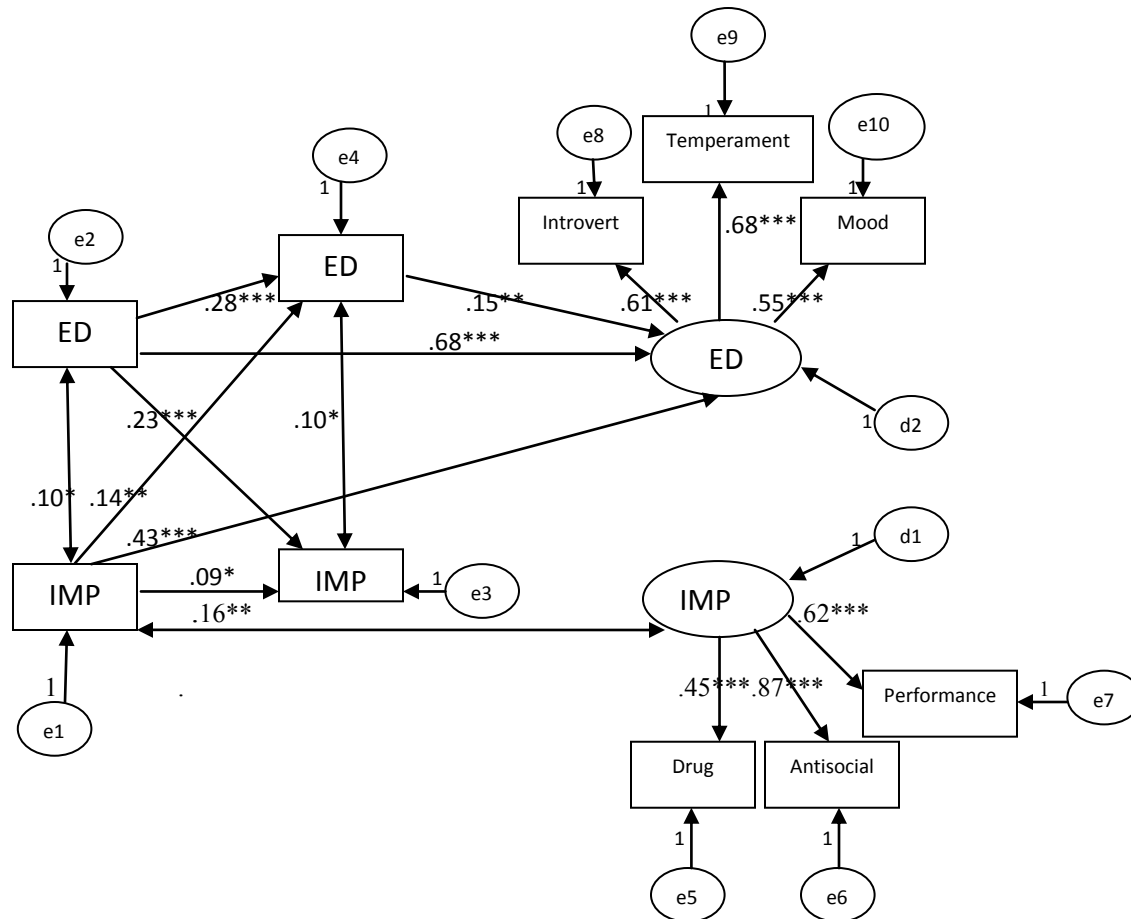 e9
1
Temperament
e8
1
Introvert
e10
1
Mood
e4
1
ED
e2
1
ED
.28***
.15**
.61***
.68***
.55***
.68***
ED
.23***
.10*
1
d2
.10*
.14**
.43***
1
d1
IMP
.09*
IMP
1
e3
IMP
.16**
.62***
.45***
.87***
Performance
1
e7
1
.
e1
Drug
Antisocial
1
1
e5
e6